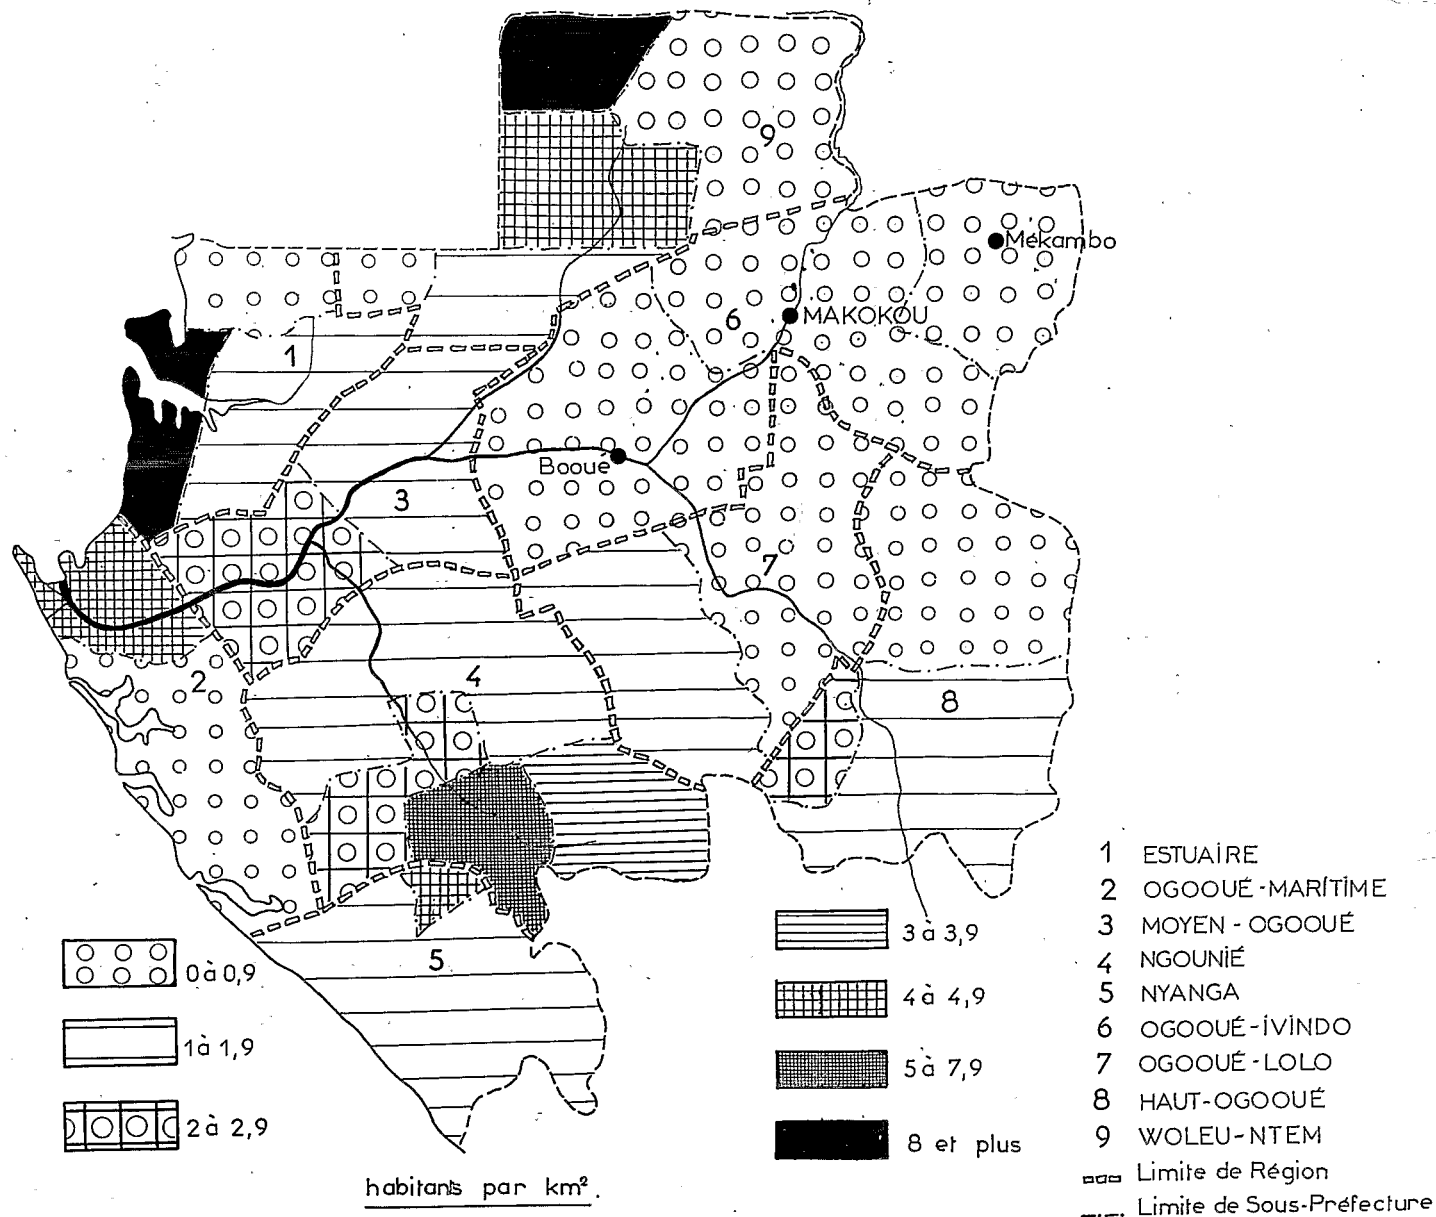 9
Mékambo
6
MAKOKOU
1
Booué
3
7
2
4
8
5
0 à 0,9
1 à 1,9
2 à 2,9
habitants par km².
3 à 3,9
4 à 4,9
5 à 7,9
8 et plus
1 ESTUAIRE
2 OGOOUÉ-MARITIME
3 MOYEN-OGOOUÉ
4 NGOUNIÉ
5 NYANGA
6 OGOOUÉ-IVINDO
7 OGOOUÉ-LOLO
8 HAUT-OGOOUÉ
9 WOLEU-NTEM
Limite de Région
Limite de Sous-Préfecture